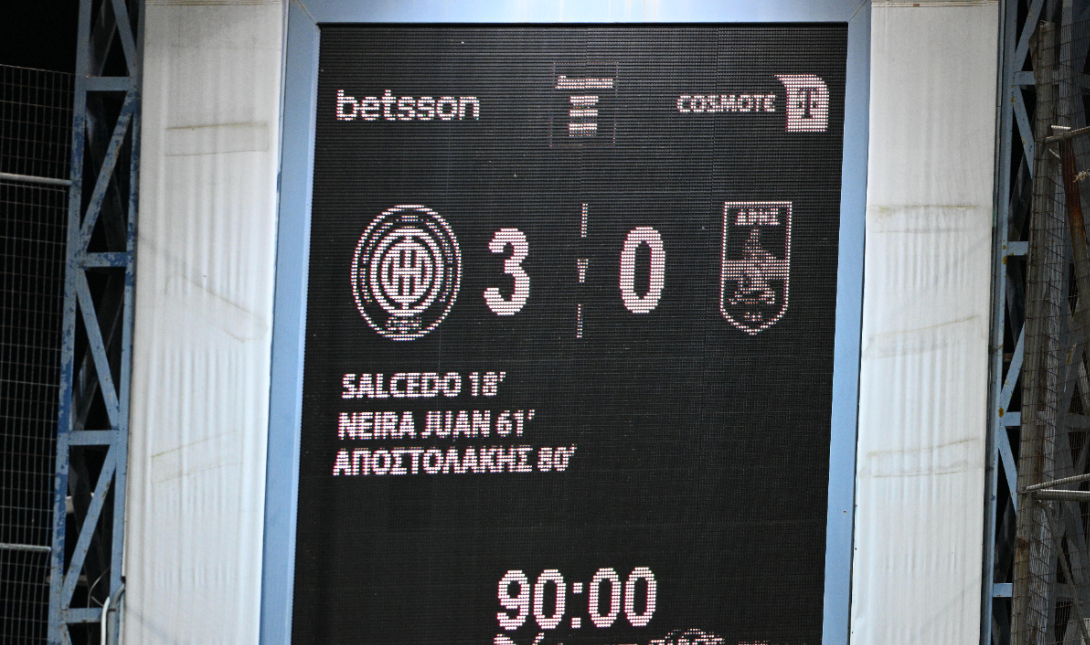 betsson
COSMOTE T
ΑΡΗΣ
3 0
SALCEDO 18'
NEIRA JUAN 61'
ΑΠΟΣΤΟΛΑΚΗΣ 80'
90:00